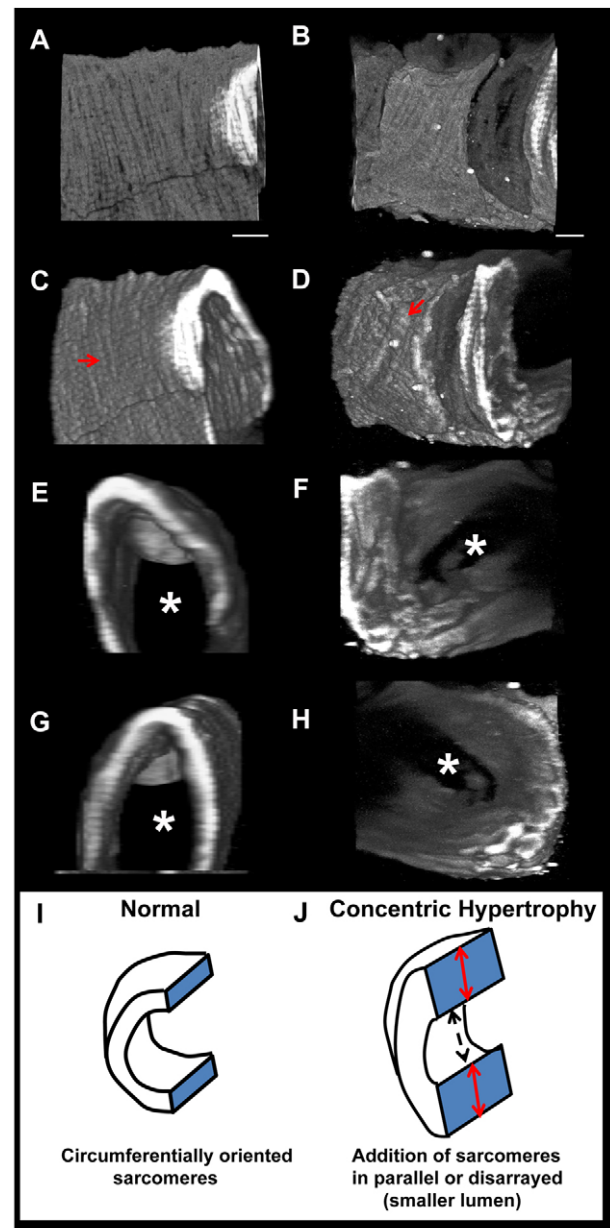 A
B
C
D
E
F
*
*
G
H
*
*
I Normal
J Concentric Hypertrophy
Circumferentially oriented
sarcomeres
Addition of sarcomeres
in parallel or disarrayed
(smaller lumen)